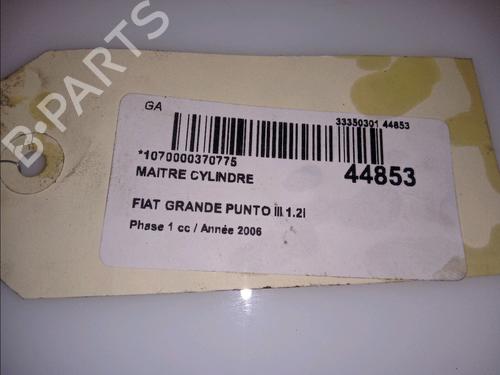 B-PARTS
GA
33350301 44853
*1070000370775
MAITRE CYLINDRE
44853
FIAT GRANDE PUNTO III 1.2i
Phase 1 cc / Année 2006